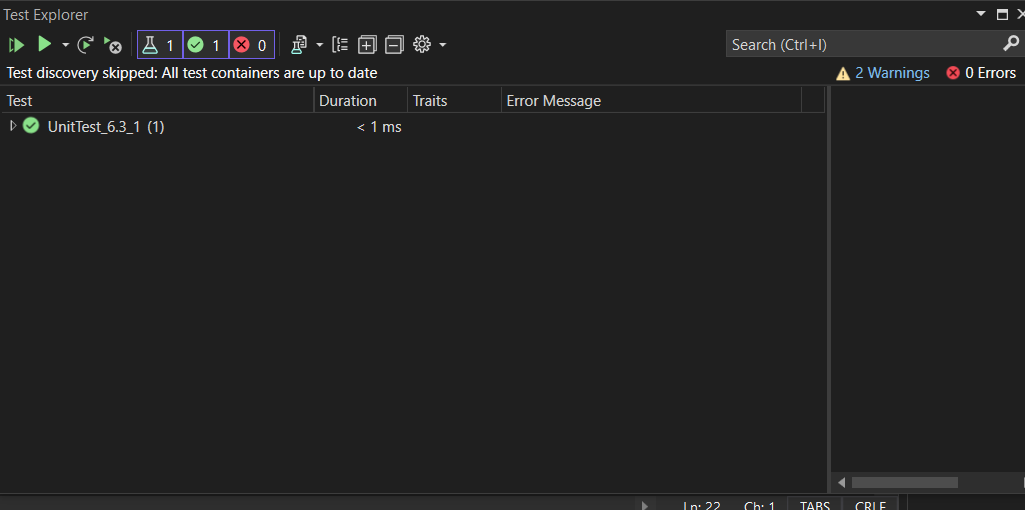 Test Explorer
1 1 0
Search (Ctrl+I)
Test discovery skipped: All test containers are up to date
2 Warnings 0 Errors
Test Duration Traits Error Message
UnitTest_6.3_1 (1) < 1 ms
Ln: 22 Ch: 1 TABS CRLF